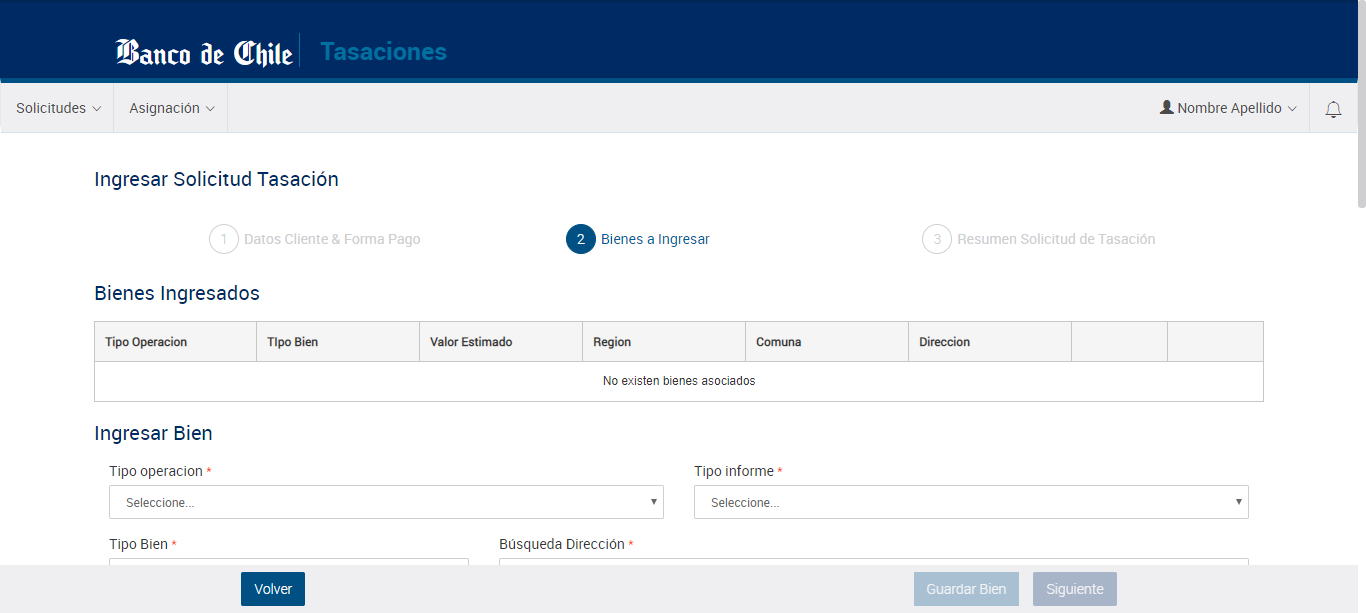 Banco de Chile Tasaciones
Solicitudes Asignación Nombre Apellido
Ingresar Solicitud Tasación
1 Datos Cliente & Forma Pago 2 Bienes a Ingresar 3 Resumen Solicitud de Tasación
Bienes Ingresados
Tipo Operacion TIpo Bien Valor Estimado Region Comuna Direccion
No existen bienes asociados
Ingresar Bien
Tipo operacion * Tipo informe *
Seleccione... Seleccione...
Tipo Bien * Búsqueda Dirección *
Volver Guardar Bien Siguiente